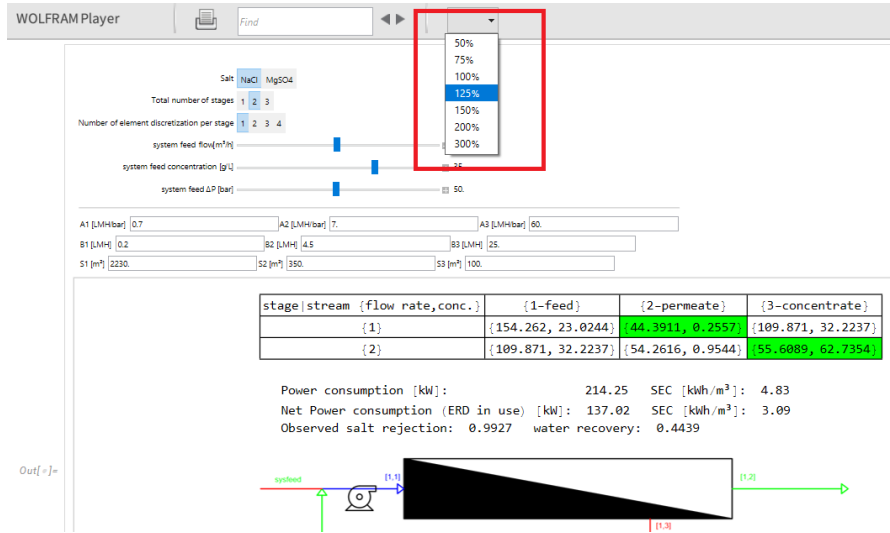 WOLFRAM Player
Find
50%
75%
100%
125%
150%
200%
300%
Salt NaCl MgSO4
Total number of stages 1 2 3
Number of element discretization per stage 1 2 3 4
system feed flow[m³/h]
system feed concentration [g/L] 35.
system feed ΔP [bar] 50.
A1 [LMH/bar] 0.7 A2 [LMH/bar] 7. A3 [LMH/bar] 60.
B1 [LMH] 0.2 B2 [LMH] 4.5 B3 [LMH] 25.
S1 [m²] 2230. S2 [m²] 350. S3 [m²] 100.
stage|stream {flow rate,conc.} {1-feed} {2-permeate} {3-concentrate}
{1} {154.262, 23.0244} {44.3911, 0.2557} {109.871, 32.2237}
{2} {109.871, 32.2237} {54.2616, 0.9544} {55.6089, 62.7354}
Power consumption [kW]: 214.25 SEC [kWh/m³]: 4.83
Net Power consumption (ERD in use) [kW]: 137.02 SEC [kWh/m³]: 3.09
Observed salt rejection: 0.9927 water recovery: 0.4439
Out[•]=
sysfeed [1,1] [1,2]
[1,3]